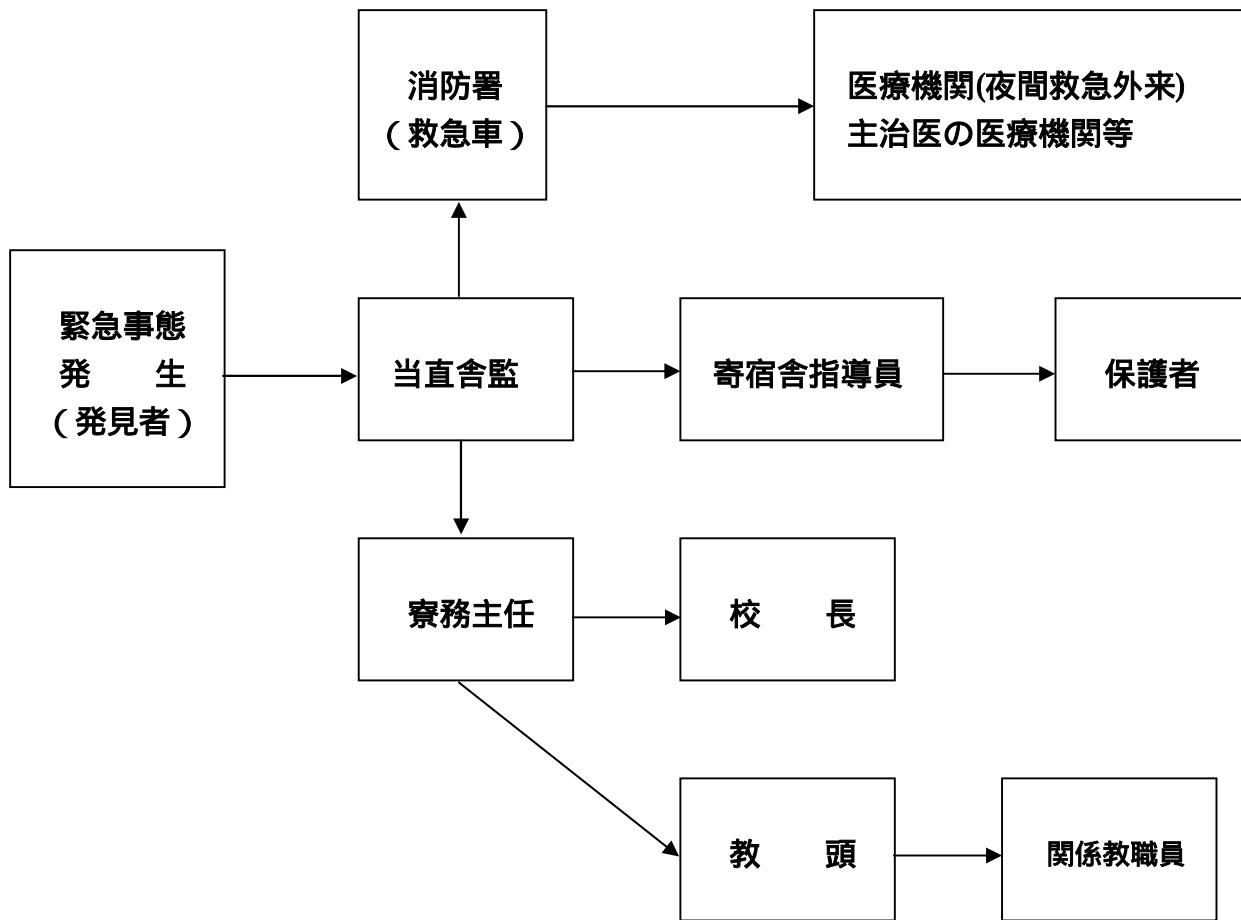 消防署
（救急車）
医療機関(夜間救急外来)
主治医の医療機関等
緊急事態
発　　生
（発見者）
当直舎監
寄宿舎指導員
保護者
寮務主任
校　　長
教　　頭
関係教職員